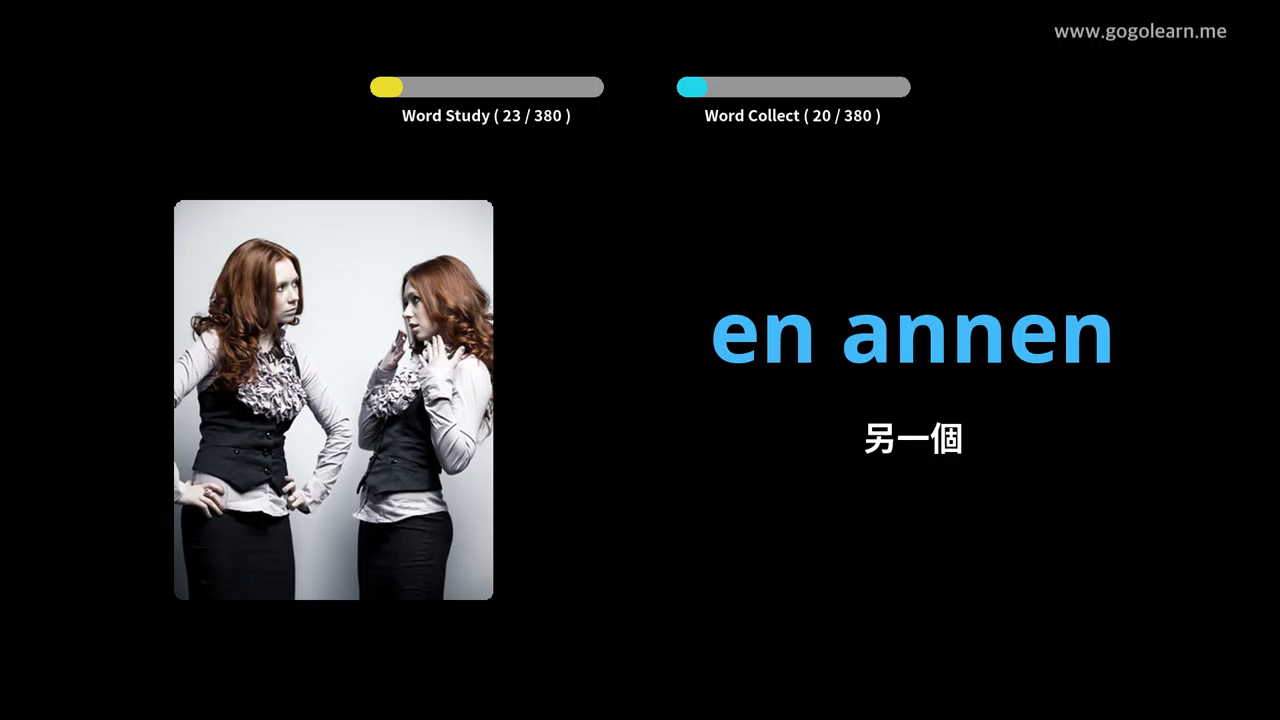 www.gogolearn.me
Word Study ( 23 / 380 )
Word Collect ( 20 / 380 )
en annen
另一個